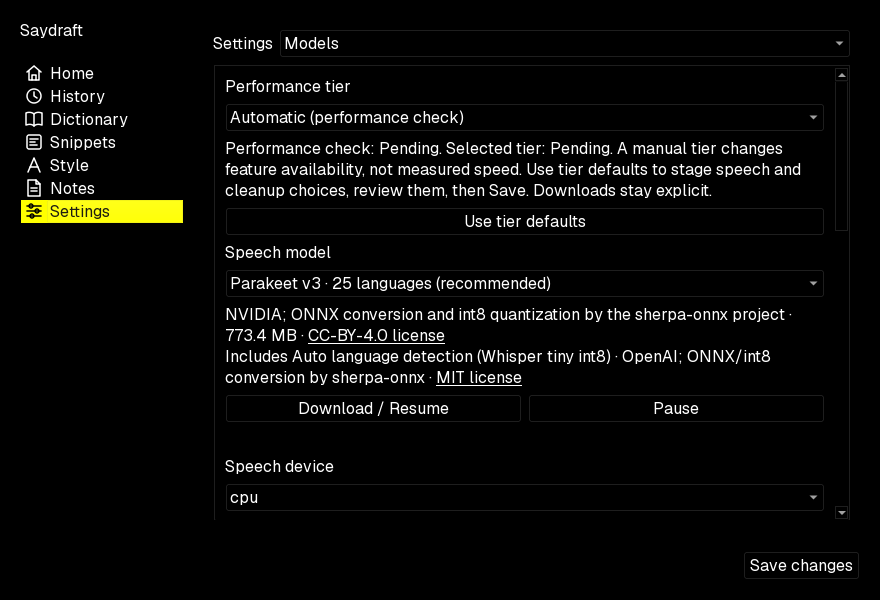 Saydraft
Home
History
Dictionary
Snippets
Style
Notes
Settings
Settings Models
Performance tier
Automatic (performance check)
Performance check: Pending. Selected tier: Pending. A manual tier changes
feature availability, not measured speed. Use tier defaults to stage speech and
cleanup choices, review them, then Save. Downloads stay explicit.
Use tier defaults
Speech model
Parakeet v3 · 25 languages (recommended)
NVIDIA; ONNX conversion and int8 quantization by the sherpa-onnx project ·
773.4 MB · CC-BY-4.0 license
Includes Auto language detection (Whisper tiny int8) · OpenAI; ONNX/int8
conversion by sherpa-onnx · MIT license
Download / Resume Pause
Speech device
cpu
Save changes